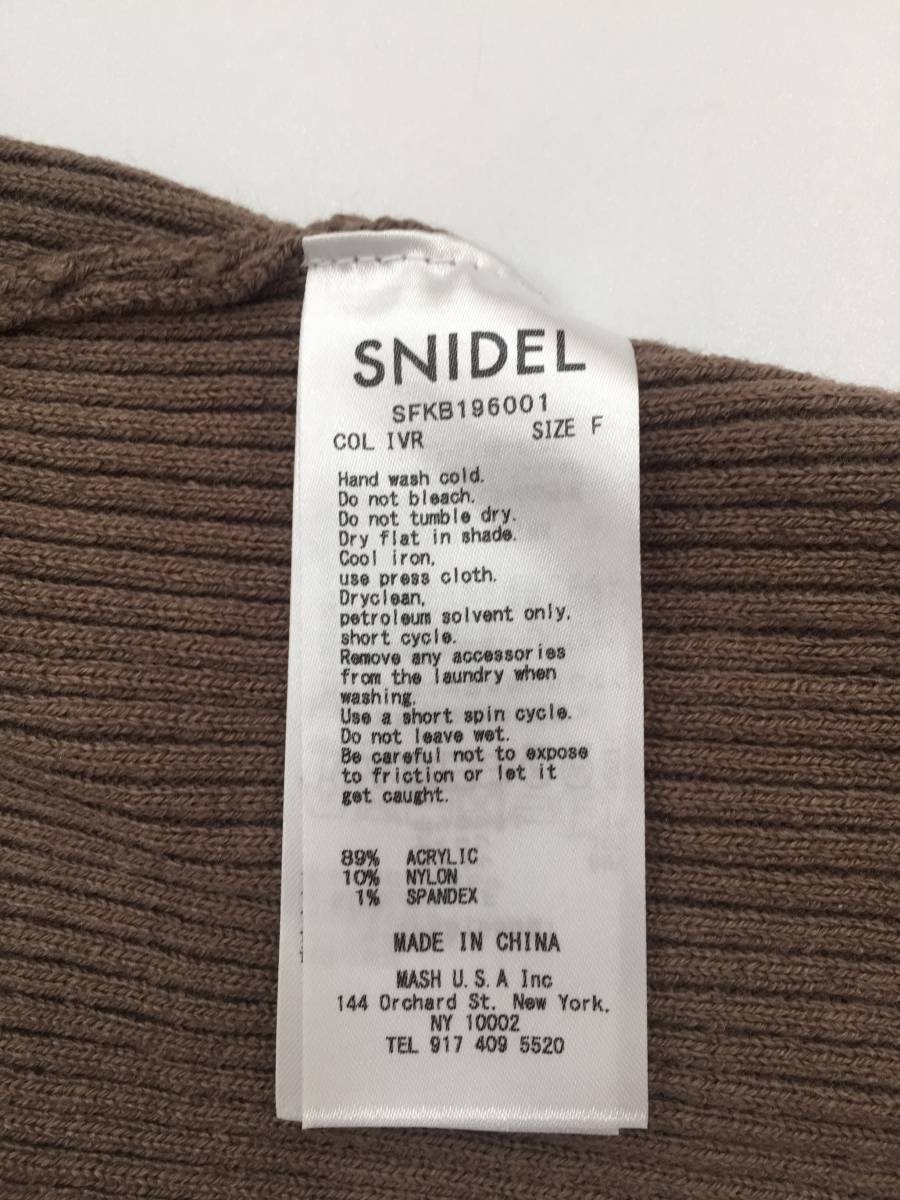 SNIDEL
SFKB196001
COL IVR SIZE F
Hand wash cold.
Do not bleach.
Do not tumble dry.
Dry flat in shade.
Cool iron,
use press cloth.
Dryclean,
petroleum solvent only,
short cycle.
Remove any accessories
from the laundry when
washing.
Use a short spin cycle.
Do not leave wet.
Be careful not to expose
to friction or let it
get caught.
89% ACRYLIC
10% NYLON
1% SPANDEX
MADE IN CHINA
MASH U.S.A Inc
144 Orchard St. New York,
NY 10002
TEL 917 409 5520